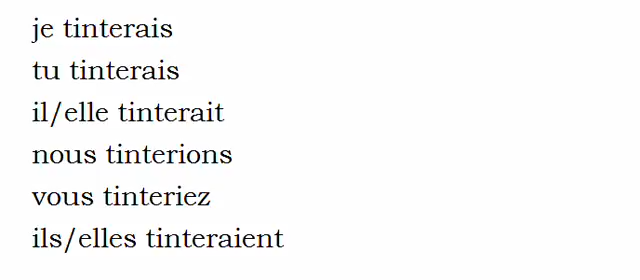 je tinterais
tu tinterais
il/elle tinterait
nous tinterions
vous tinteriez
ils/elles tinteraient